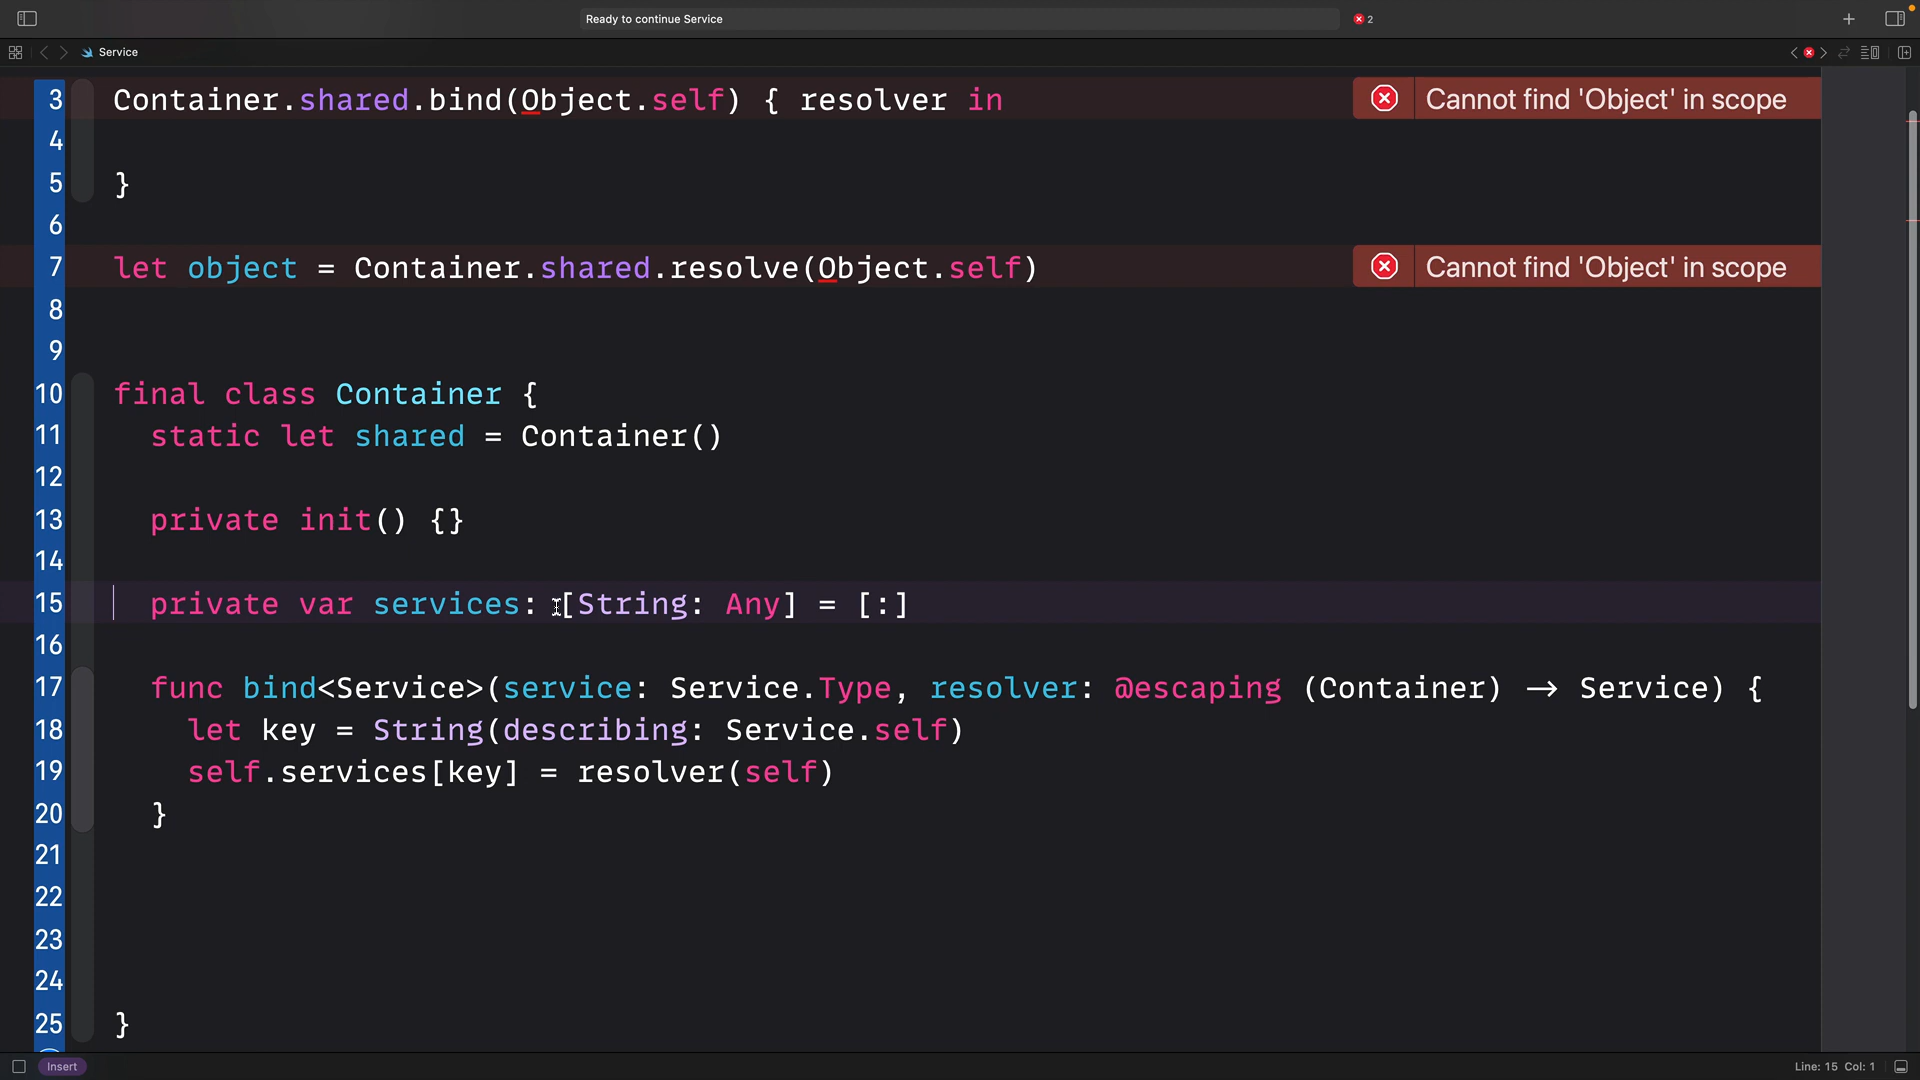 Ready to continue Service
2
Service
3 Container.shared.bind(Object.self) { resolver in
Cannot find 'Object' in scope
4
5 }
6
7 let object = Container.shared.resolve(Object.self)
Cannot find 'Object' in scope
8
9
10 final class Container {
11 static let shared = Container()
12
13 private init() {}
14
15 private var services: [String: Any] = [:]
16
17 func bind<Service>(service: Service.Type, resolver: @escaping (Container) -> Service) {
18 let key = String(describing: Service.self)
19 self.services[key] = resolver(self)
20 }
21
22
23
24
25 }
Insert
Line: 15 Col: 1